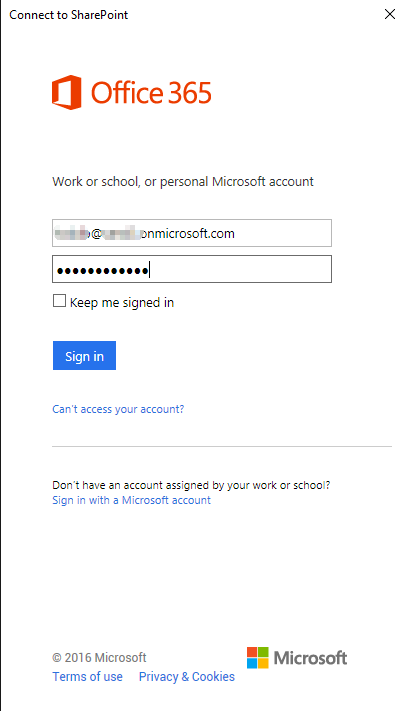 Connect to SharePoint
Office 365
Work or school, or personal Microsoft account
@ onmicrosoft.com
Keep me signed in
Sign in
Can't access your account?
Don't have an account assigned by your work or school?
Sign in with a Microsoft account
© 2016 Microsoft
Microsoft
Terms of use Privacy & Cookies